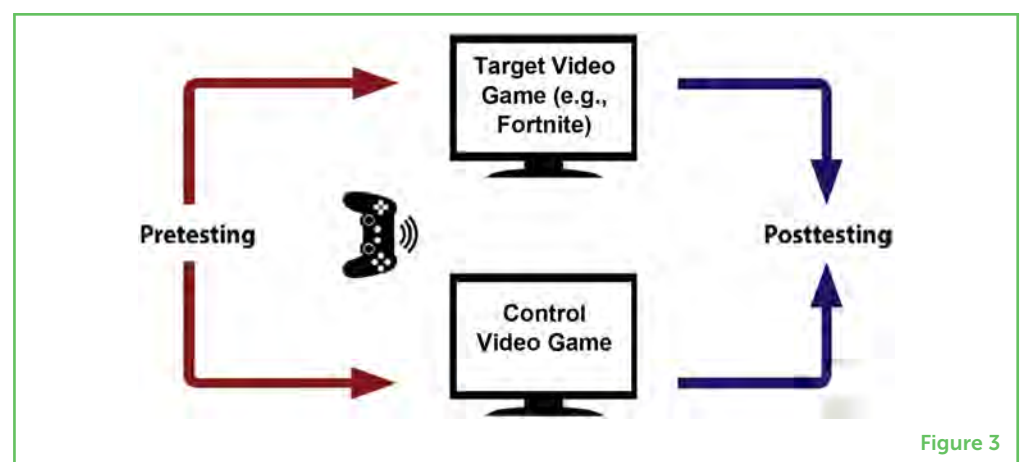 Target Video
Game (e.g.,
Fortnite)
Pretesting
Posttesting
Control
Video Game
Figure 3